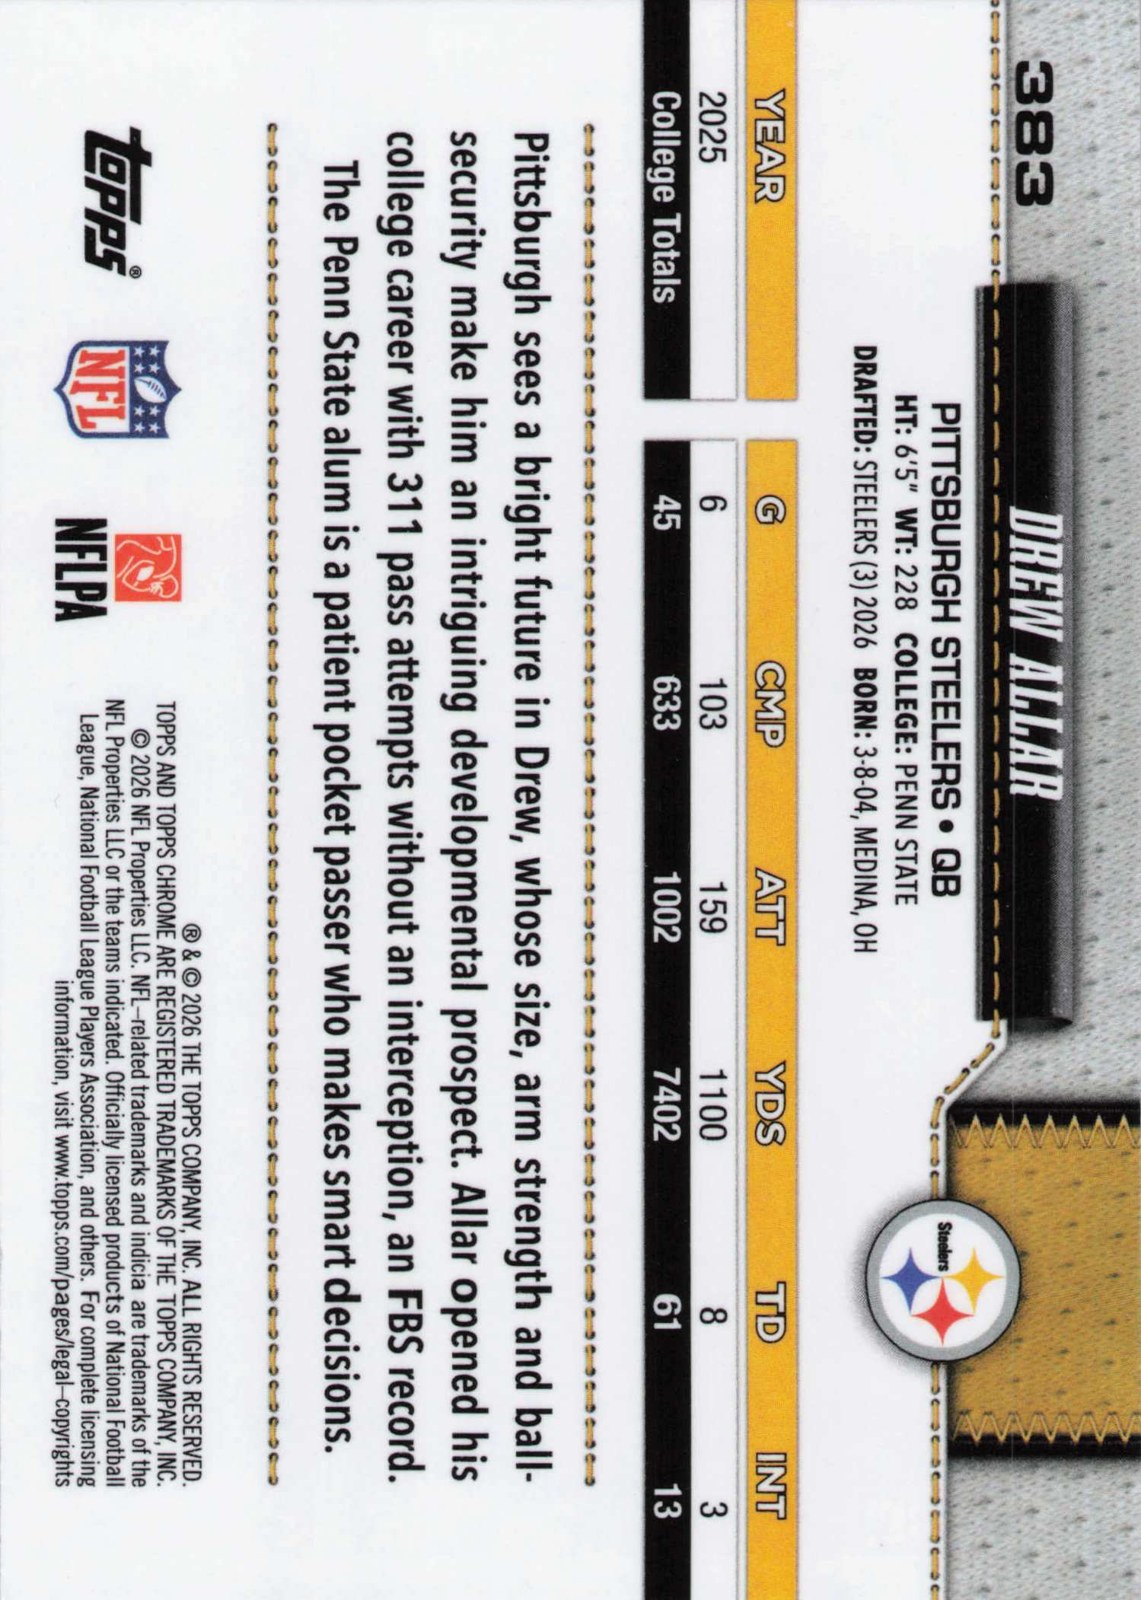 383
DREW ALLAR
PITTSBURGH STEELERS • QB
HT: 6'5" WT: 228 COLLEGE: PENN STATE
DRAFTED: STEELERS (3) 2026 BORN: 3-8-04, MEDINA, OH
Steelers
YEAR G CMP ATT YDS TD INT
2025 6 103 159 1100 8 3
College Totals 45 633 1002 7402 61 13
Pittsburgh sees a bright future in Drew, whose size, arm strength and ball-
security make him an intriguing developmental prospect. Allar opened his
college career with 311 pass attempts without an interception, an FBS record.
The Penn State alum is a patient pocket passer who makes smart decisions.
topps®
NFL
NFLPA
® & © 2026 THE TOPPS COMPANY, INC. ALL RIGHTS RESERVED.
TOPPS AND TOPPS CHROME ARE REGISTERED TRADEMARKS OF THE TOPPS COMPANY, INC.
© 2026 NFL Properties LLC. NFL–related trademarks and indicia are trademarks of the
NFL Properties LLC or the teams indicated. Officially licensed products of National Football
League, National Football League Players Association, and others. For complete licensing
information, visit www.topps.com/pages/legal–copyrights